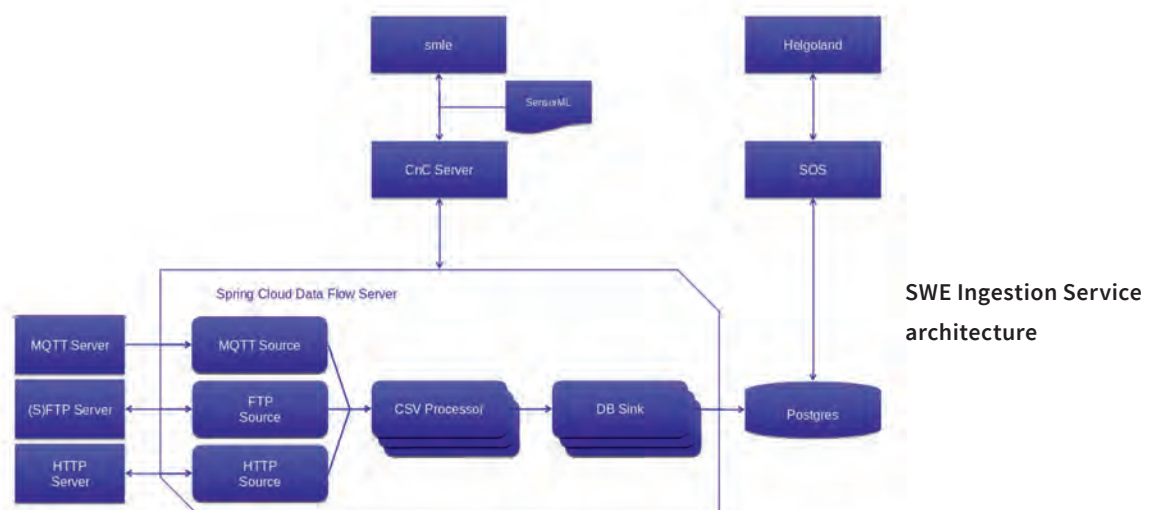 smle
Helgoland
SensorML
CnC Server
SOS
Spring Cloud Data Flow Server
SWE Ingestion Service
architecture
MQTT Server
MQTT Source
(S)FTP Server
FTP
Source
CSV Processor
DB Sink
Postgres
HTTP
Server
HTTP
Source